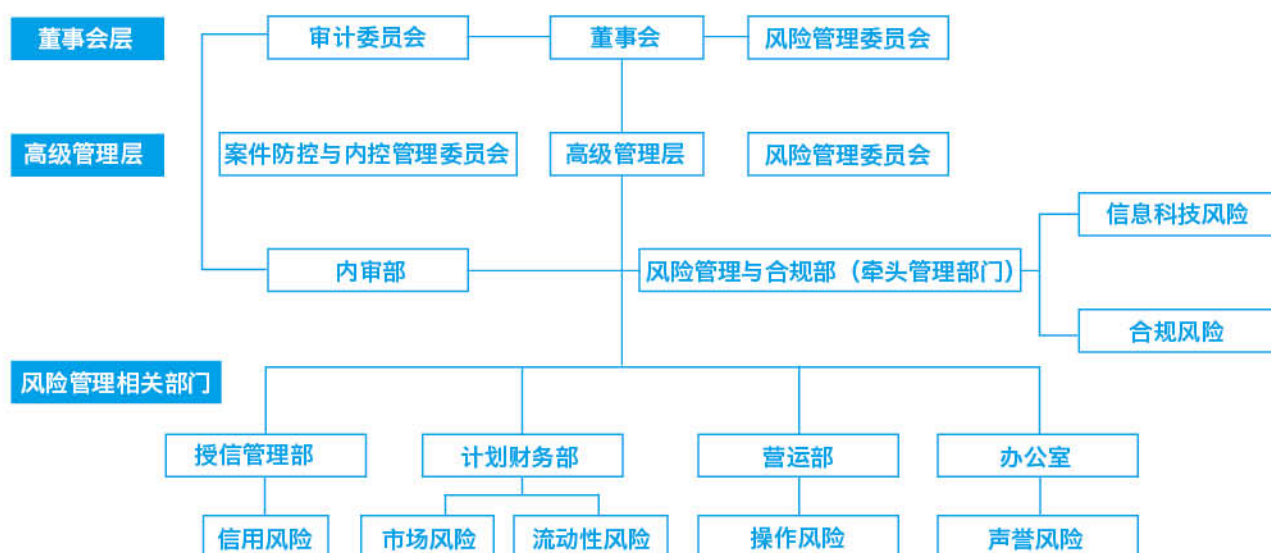 董事会层
审计委员会
董事会
风险管理委员会
高级管理层
案件防控与内控管理委员会
高级管理层
风险管理委员会
信息科技风险
内审部
风险管理与合规部（牵头管理部门）
合规风险
风险管理相关部门
授信管理部
计划财务部
营运部
办公室
信用风险
市场风险
流动性风险
操作风险
声誉风险